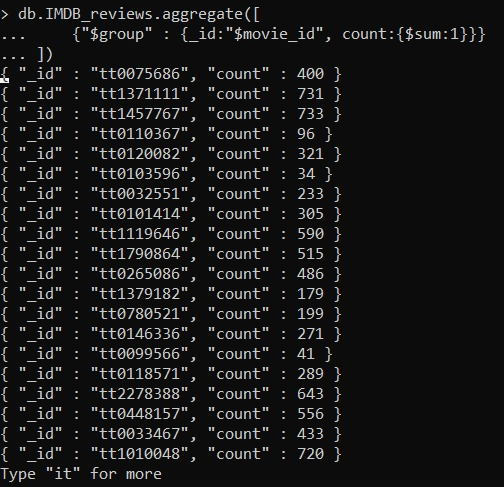 > db.IMDB_reviews.aggregate([
...     {"$group" : {_id:"$movie_id", count:{$sum:1}}}
... ])
{ "_id" : "tt0075686", "count" : 400 }
{ "_id" : "tt1371111", "count" : 731 }
{ "_id" : "tt1457767", "count" : 733 }
{ "_id" : "tt0110367", "count" : 96 }
{ "_id" : "tt0120082", "count" : 321 }
{ "_id" : "tt0103596", "count" : 34 }
{ "_id" : "tt0032551", "count" : 233 }
{ "_id" : "tt0101414", "count" : 305 }
{ "_id" : "tt1119646", "count" : 590 }
{ "_id" : "tt1790864", "count" : 515 }
{ "_id" : "tt0265086", "count" : 486 }
{ "_id" : "tt1379182", "count" : 179 }
{ "_id" : "tt0780521", "count" : 199 }
{ "_id" : "tt0146336", "count" : 271 }
{ "_id" : "tt0099566", "count" : 41 }
{ "_id" : "tt0118571", "count" : 289 }
{ "_id" : "tt2278388", "count" : 643 }
{ "_id" : "tt0448157", "count" : 556 }
{ "_id" : "tt0033467", "count" : 433 }
{ "_id" : "tt1010048", "count" : 720 }
Type "it" for more